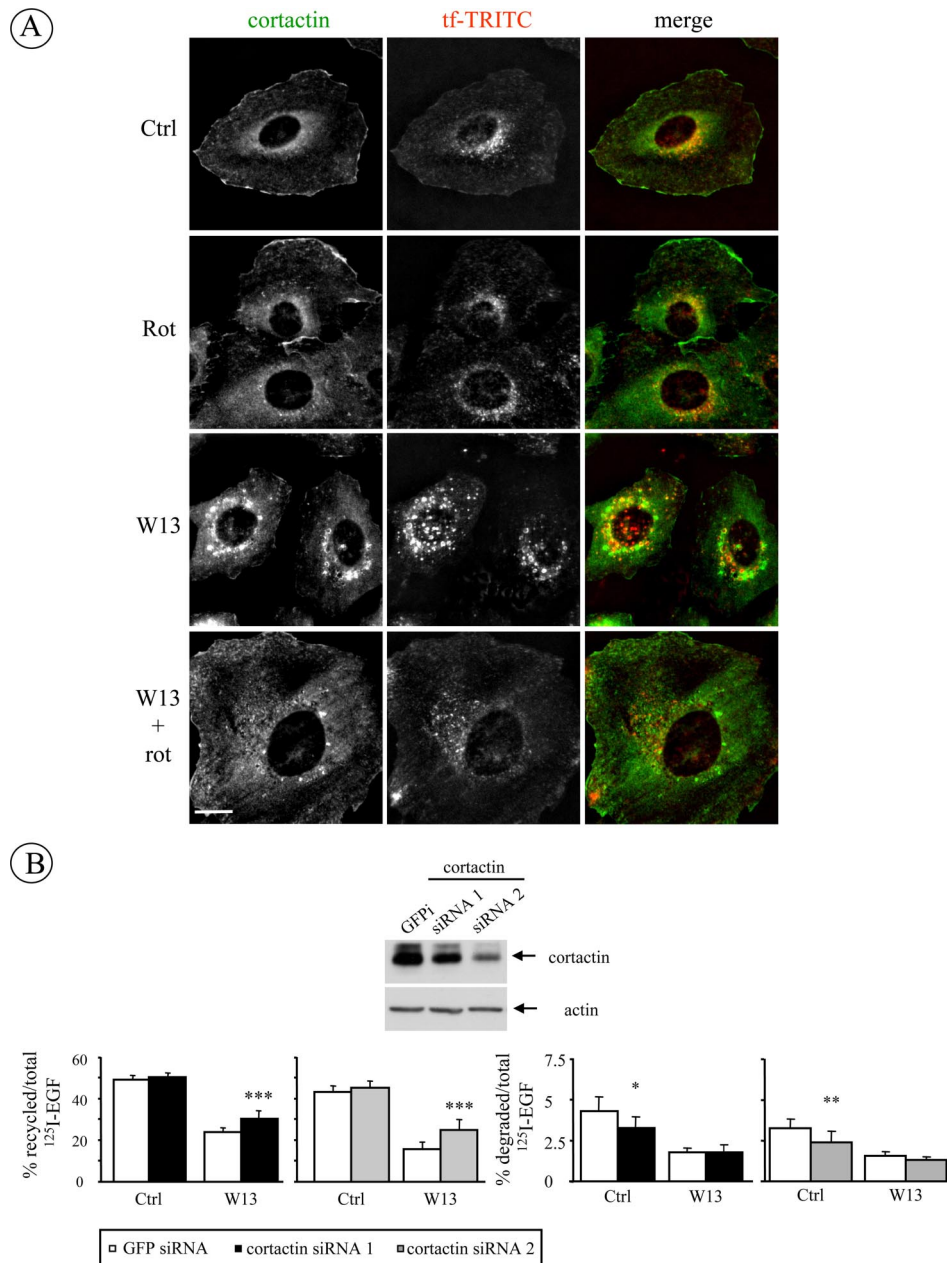 A
cortactin
tf-TRITC
merge
Ctrl
Rot
W13
W13
+
rot
B
cortactin
GFPi
siRNA 1
siRNA 2
cortactin
actin
% recycled/total
¹²⁵I-EGF
60
40
20
0
Ctrl
W13
***
Ctrl
W13
***
% degraded/total
¹²⁵I-EGF
7.5
5
2.5
0
*
Ctrl
W13
**
Ctrl
W13
GFP siRNA
cortactin siRNA 1
cortactin siRNA 2